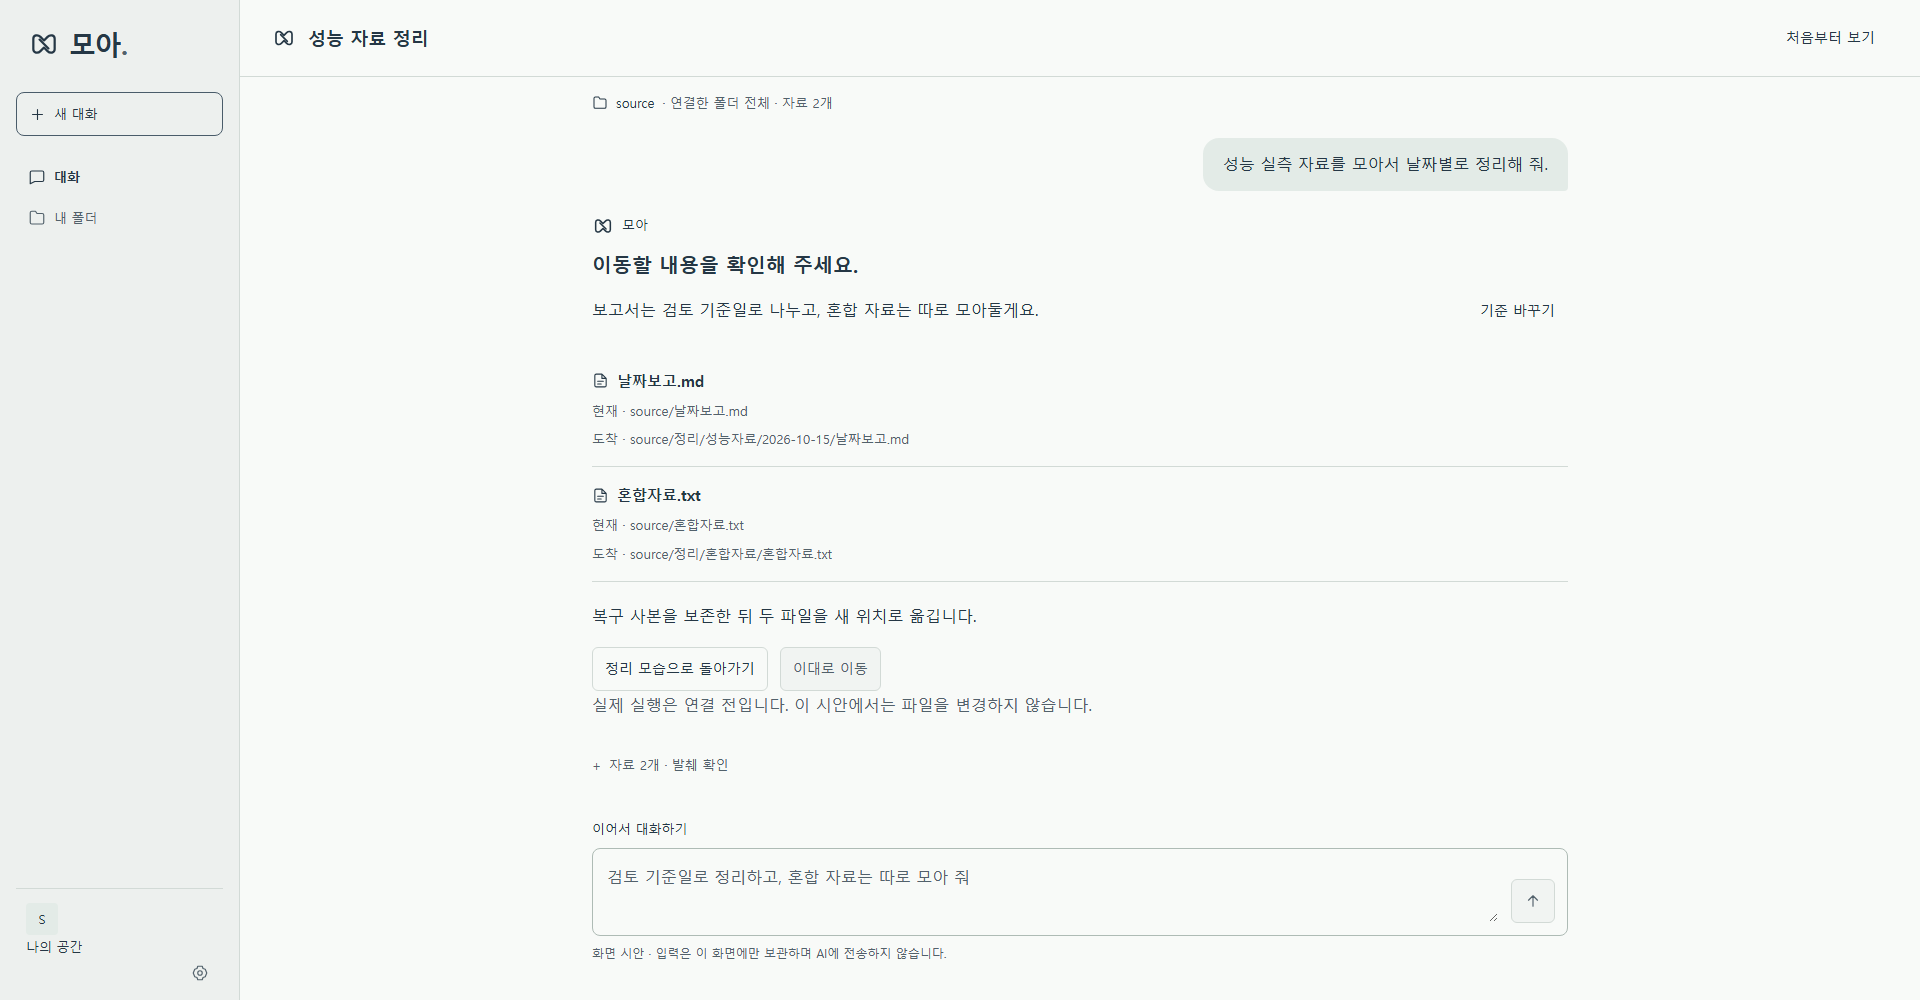 모아.
새 대화
대화
내 폴더
S
나의 공간
성능 자료 정리
처음부터 보기
source · 연결한 폴더 전체 · 자료 2개
성능 실측 자료를 모아서 날짜별로 정리해 줘.
모아
이동할 내용을 확인해 주세요.
보고서는 검토 기준일로 나누고, 혼합 자료는 따로 모아둘게요.
기준 바꾸기
날짜보고.md
현재 · source/날짜보고.md
도착 · source/정리/성능자료/2026-10-15/날짜보고.md
혼합자료.txt
현재 · source/혼합자료.txt
도착 · source/정리/혼합자료/혼합자료.txt
복구 사본을 보존한 뒤 두 파일을 새 위치로 옮깁니다.
정리 모습으로 돌아가기
이대로 이동
실제 실행은 연결 전입니다. 이 시안에서는 파일을 변경하지 않습니다.
+ 자료 2개 · 발췌 확인
이어서 대화하기
검토 기준일로 정리하고, 혼합 자료는 따로 모아 줘
화면 시안 · 입력은 이 화면에만 보관하며 AI에 전송하지 않습니다.